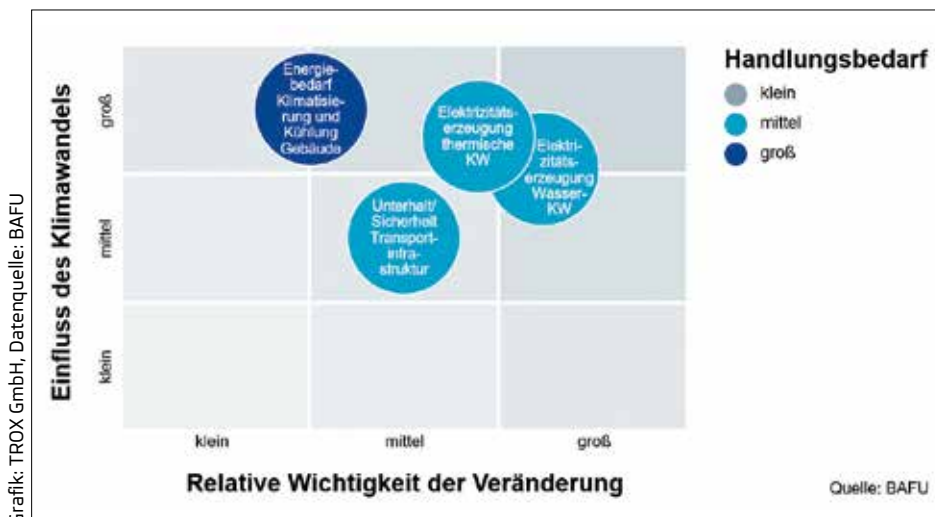 Grafik: TROX GmbH, Datenquelle: BAFU
Einfluss des Klimawandels
groß
mittel
klein
Energie-
bedarf
Klimatisie-
rung und
Kühlung
Gebäude
Elektrizitäts-
erzeugung
thermische
KW
Elektri-
zitäts-
erzeugung
Wasser-
KW
Unterhalt/
Sicherheit
Transport-
infra-
struktur
klein
mittel
groß
Relative Wichtigkeit der Veränderung
Handlungsbedarf
klein
mittel
groß
Quelle: BAFU